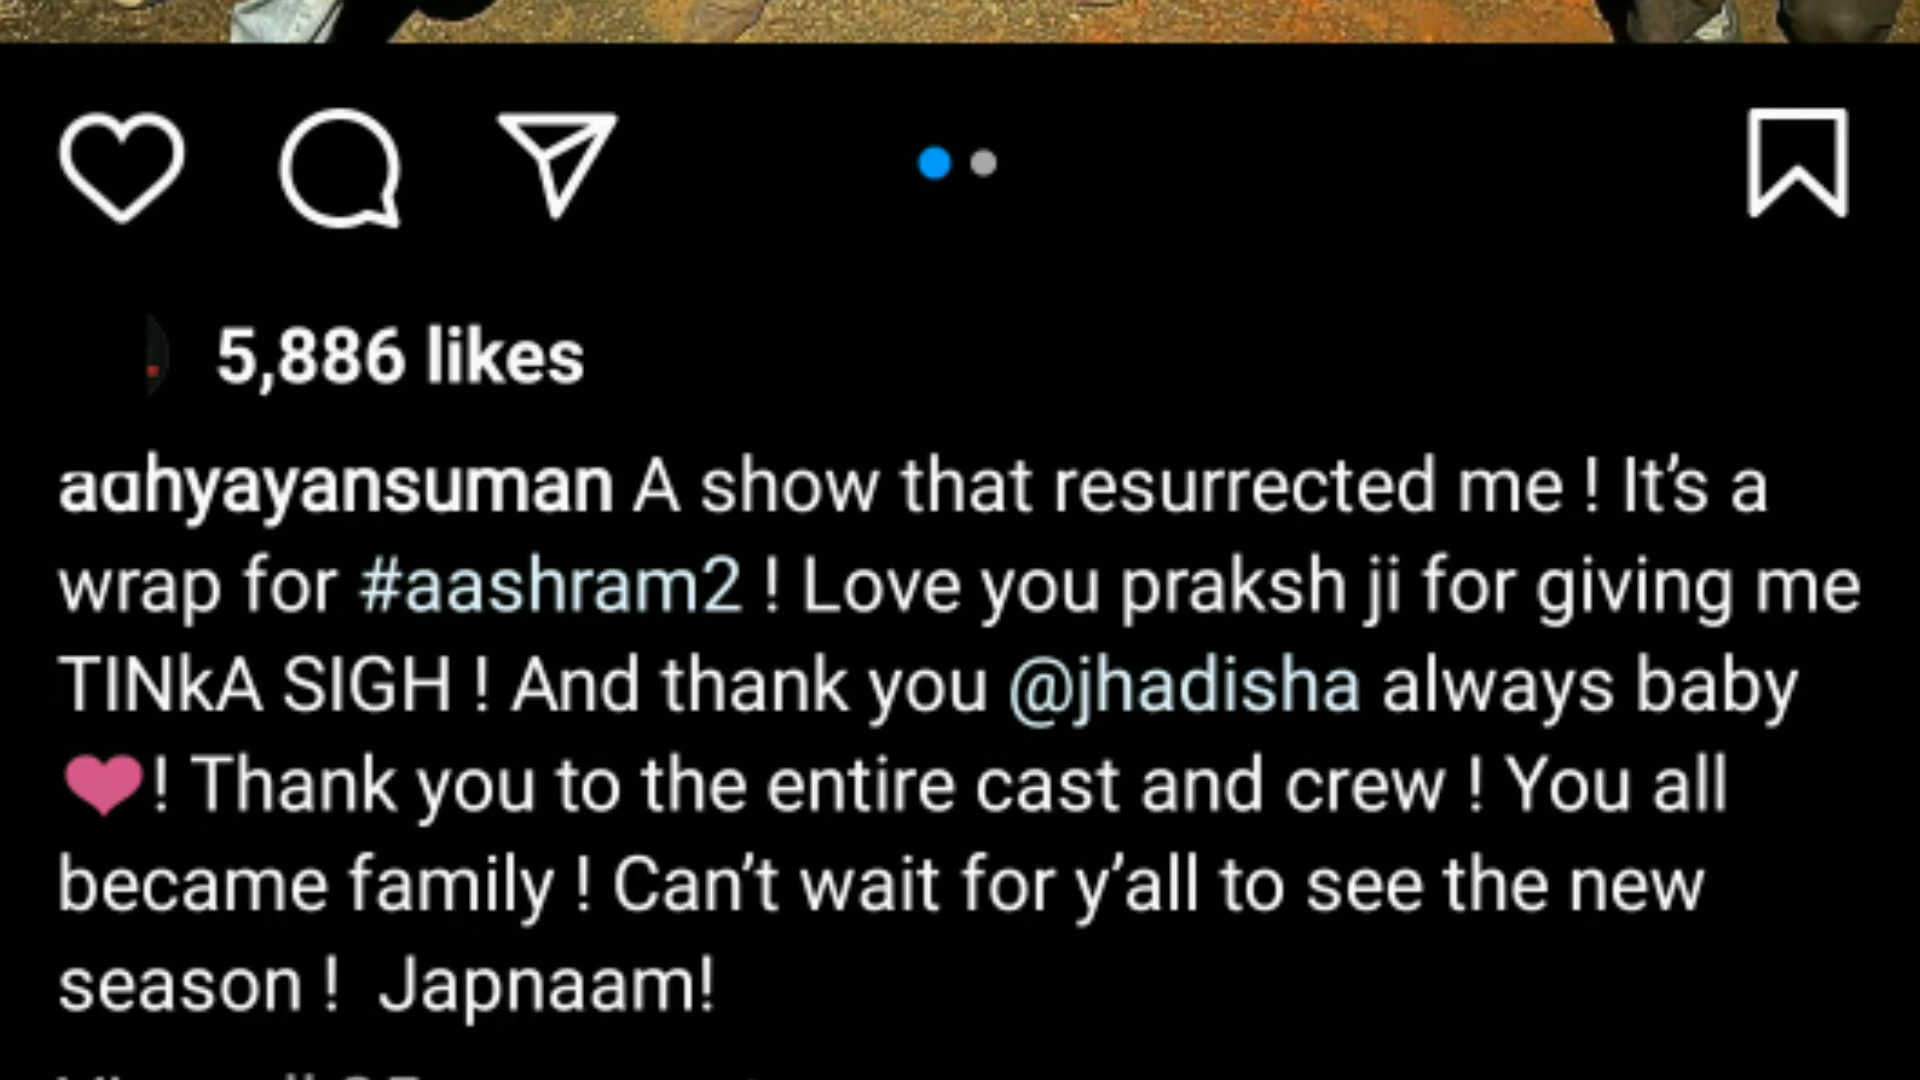 5,886 likes
aahyayansuman A show that resurrected me ! It's a
wrap for #aashram2 ! Love you praksh ji for giving me
TINkA SIGH ! And thank you @jhadisha always baby
❤! Thank you to the entire cast and crew ! You all
became family ! Can't wait for y'all to see the new
season !  Japnaam!